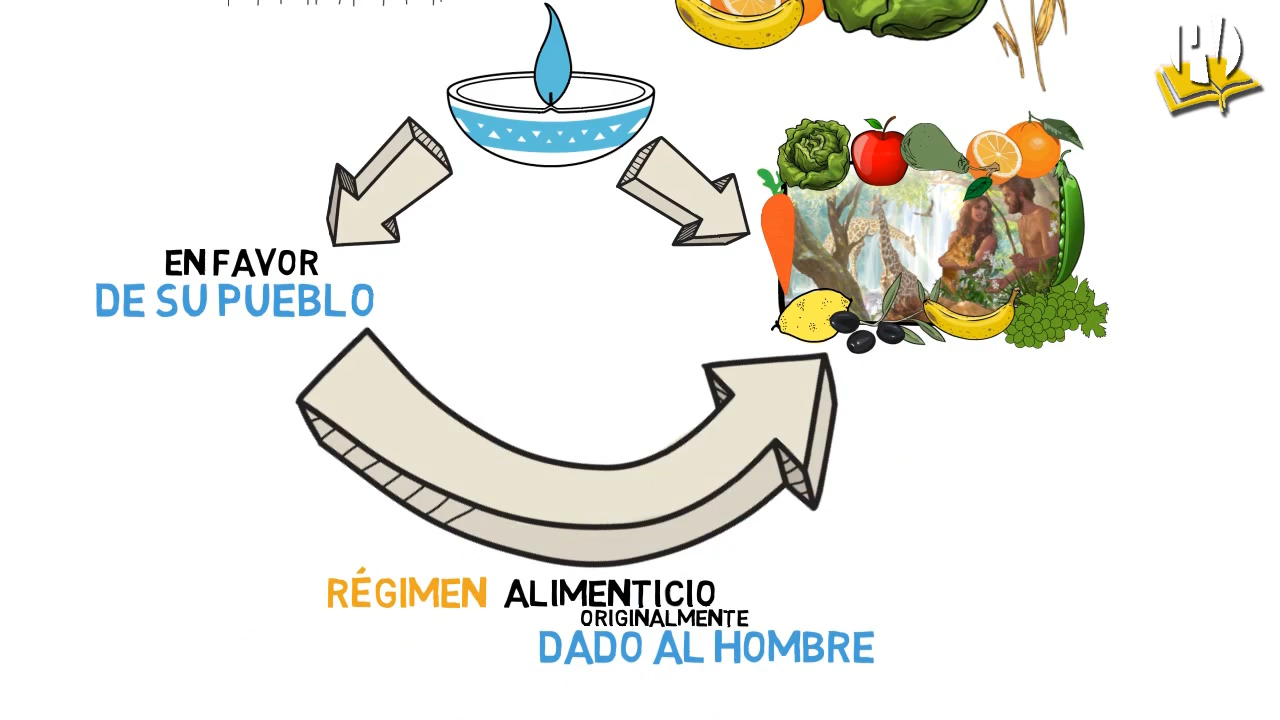 EN FAVOR
DE SU PUEBLO
RÉGIMEN ALIMENTICIO
ORIGINALMENTE
DADO AL HOMBRE